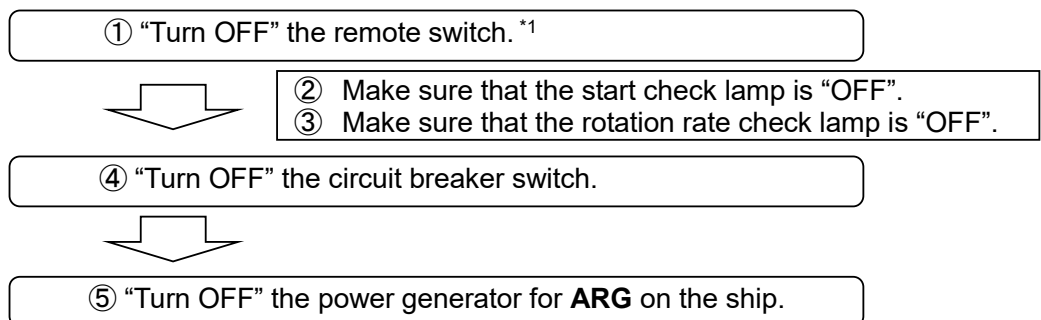 ① “Turn OFF” the remote switch. *1
② Make sure that the start check lamp is “OFF”.
③ Make sure that the rotation rate check lamp is “OFF”.
④ “Turn OFF” the circuit breaker switch.
⑤ “Turn OFF” the power generator for ARG on the ship.